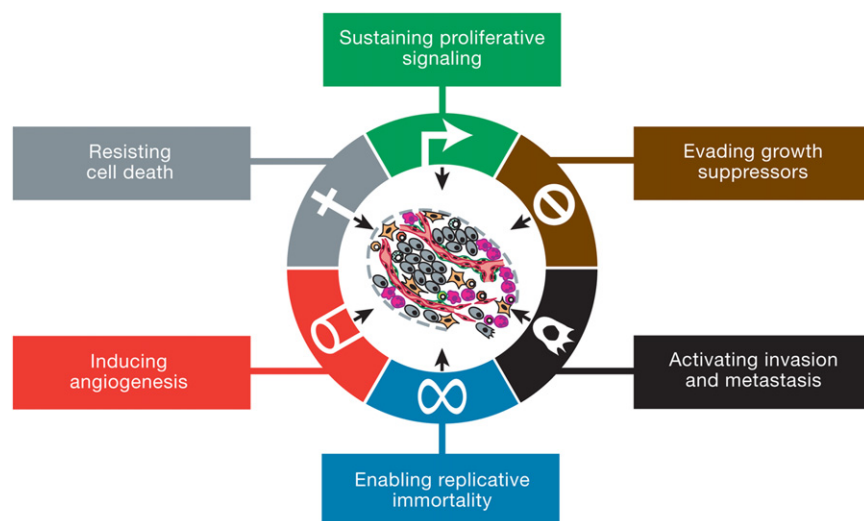 Sustaining proliferative
signaling
Resisting
cell death
Evading growth
suppressors
Inducing
angiogenesis
Activating invasion
and metastasis
Enabling replicative
immortality